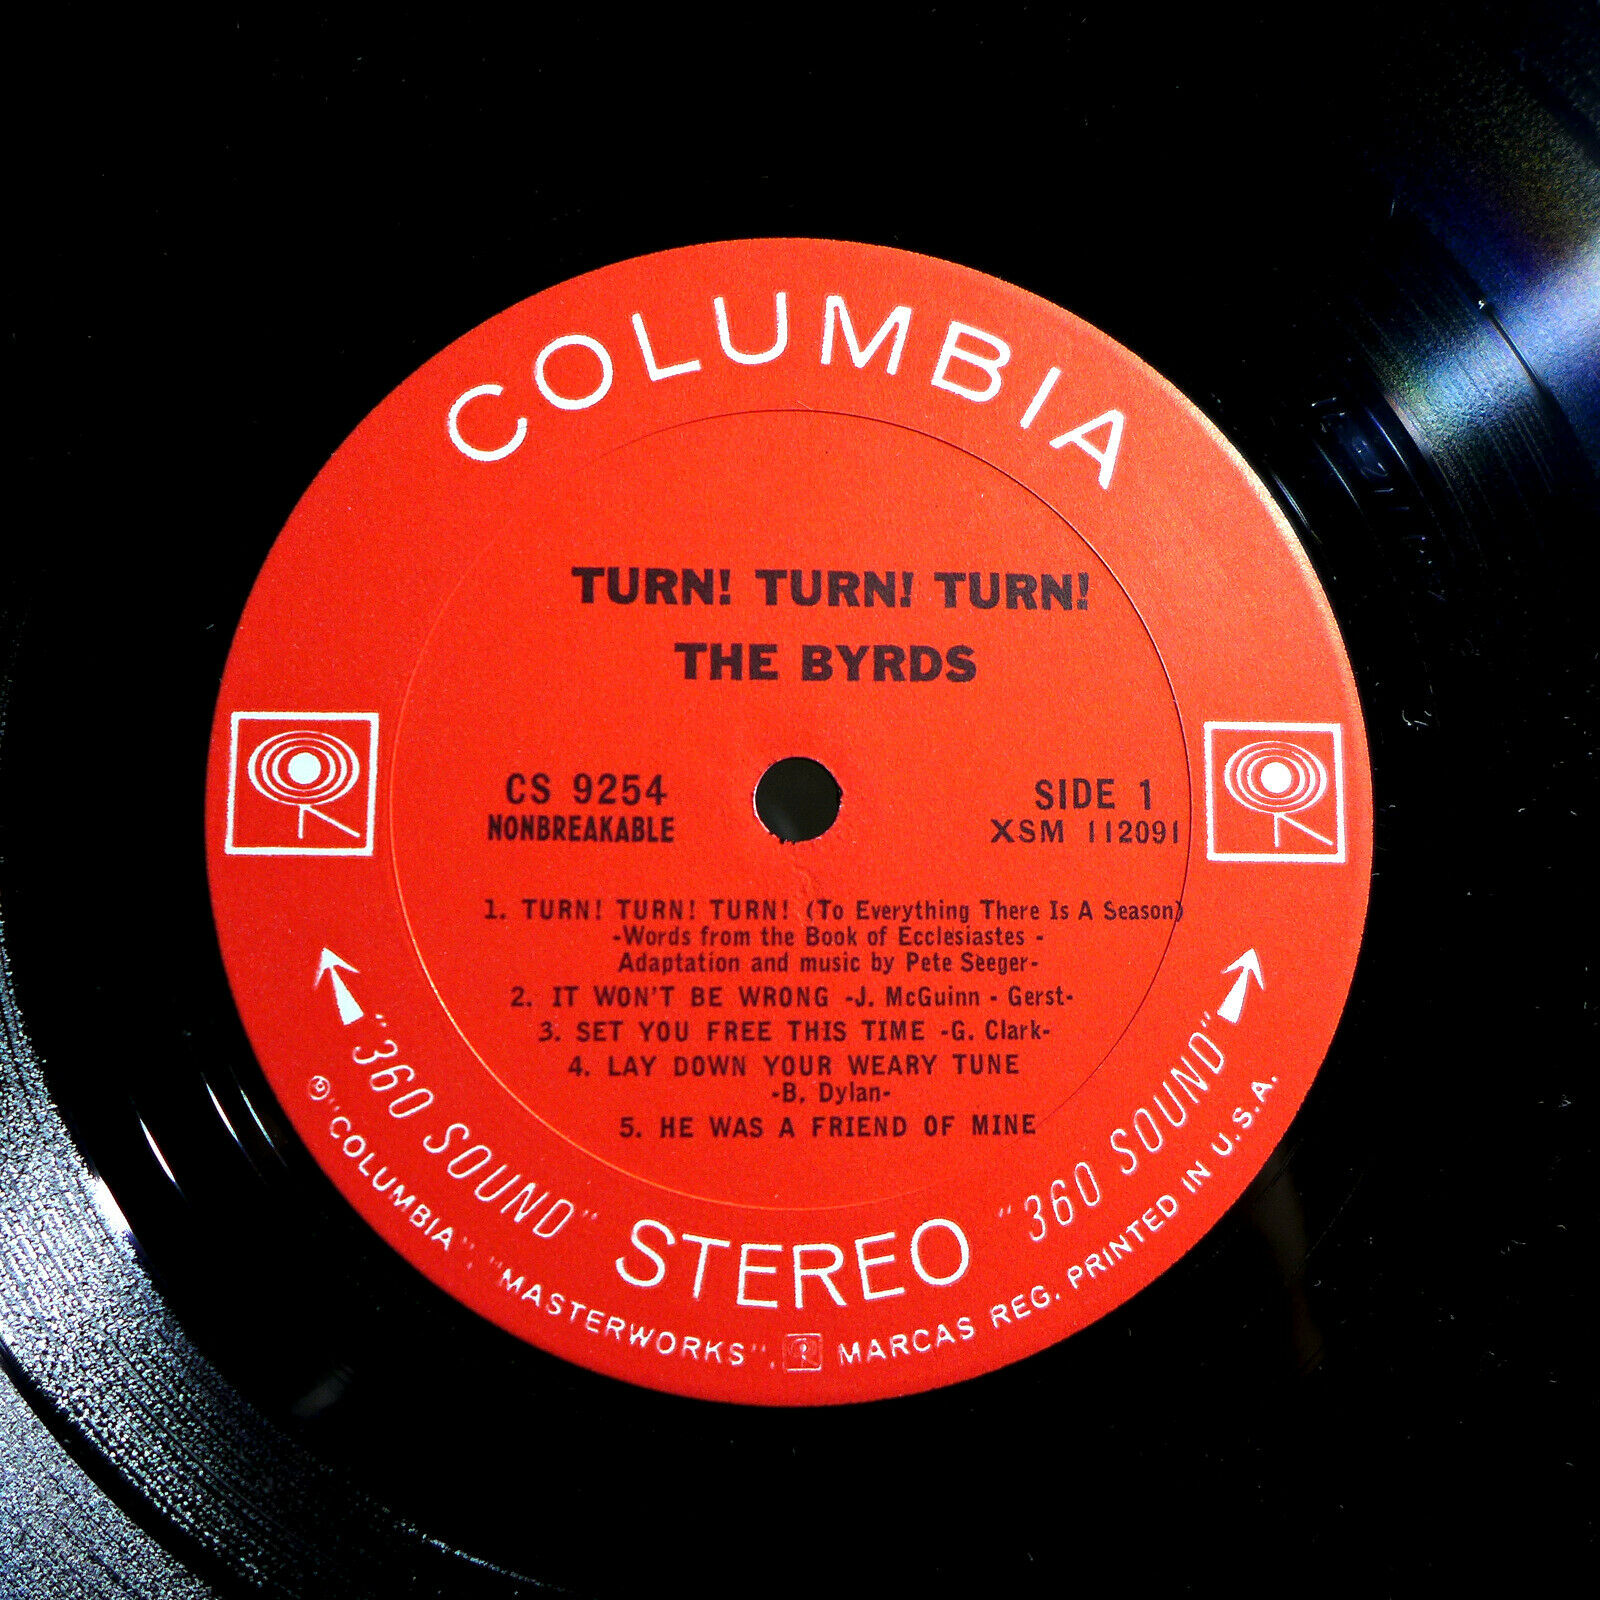 COLUMBIA
TURN! TURN! TURN!
THE BYRDS
CS 9254
NONBREAKABLE
SIDE 1
XSM 112091
1. TURN! TURN! TURN! (To Everything There Is A Season)
-Words from the Book of Ecclesiastes -
Adaptation and music by Pete Seeger-
2. IT WON'T BE WRONG -J. McGuinn - Gerst-
3. SET YOU FREE THIS TIME -G. Clark-
4. LAY DOWN YOUR WEARY TUNE
-B. Dylan-
5. HE WAS A FRIEND OF MINE
"360 SOUND" STEREO "360 SOUND"
"COLUMBIA", "MASTERWORKS", MARCAS REG. PRINTED IN U.S.A.